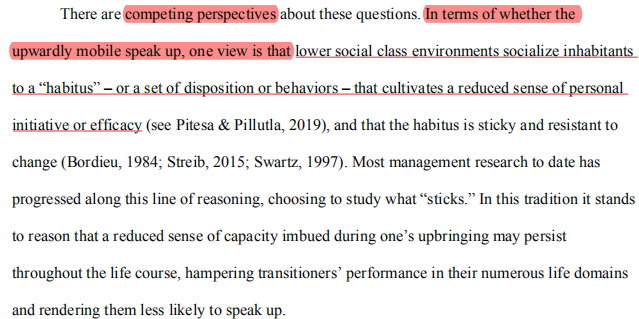 There are competing perspectives about these questions. In terms of whether the
upwardly mobile speak up, one view is that lower social class environments socialize inhabitants
to a “habitus” – or a set of disposition or behaviors – that cultivates a reduced sense of personal
initiative or efficacy (see Pitesa & Pillutla, 2019), and that the habitus is sticky and resistant to
change (Bordieu, 1984; Streib, 2015; Swartz, 1997). Most management research to date has
progressed along this line of reasoning, choosing to study what “sticks.” In this tradition it stands
to reason that a reduced sense of capacity imbued during one’s upbringing may persist
throughout the life course, hampering transitioners’ performance in their numerous life domains
and rendering them less likely to speak up.